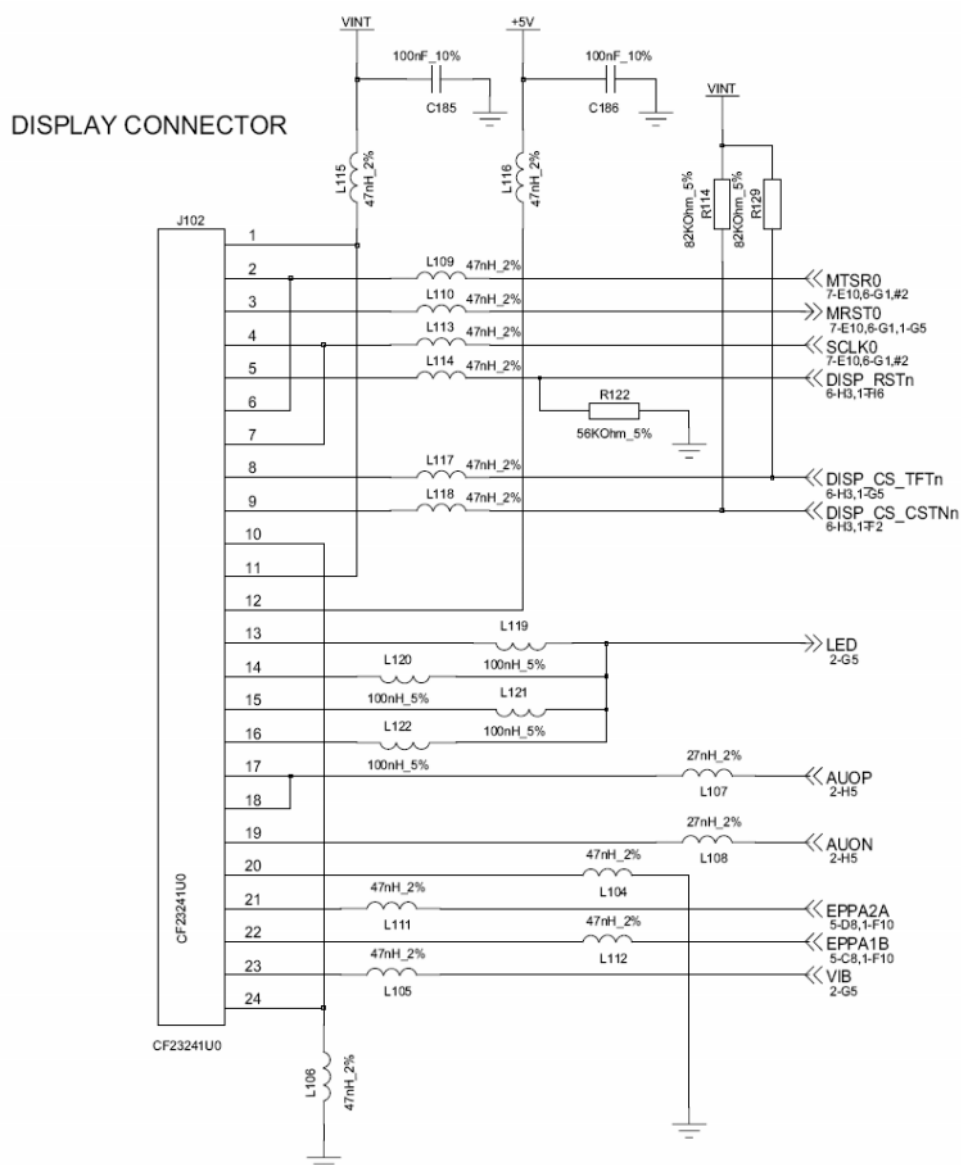 VINT
+5V
100nF_10%
100nF_10%
C185
C186
VINT
DISPLAY CONNECTOR
L115
47nH_2%
L116
47nH_2%
82KOhm_5%
R114
82KOhm_5%
R129
J102
1
2
L109
47nH_2%
MTSR0
7-E10,6-G1,#2
3
L110
47nH_2%
MRST0
7-E10,6-G1,1-G5
4
L113
47nH_2%
SCLK0
7-E10,6-G1,#2
5
L114
47nH_2%
DISP_RSTn
6-H3,1-H6
6
R122
56KOhm_5%
7
8
L117
47nH_2%
DISP_CS_TFTn
6-H3,1-G5
9
L118
47nH_2%
DISP_CS_CSTNn
6-H3,1-F2
10
11
12
13
L119
100nH_5%
LED
2-G5
14
L120
100nH_5%
15
L121
100nH_5%
16
L122
100nH_5%
17
27nH_2%
L107
AUOP
2-H5
18
19
27nH_2%
L108
AUON
2-H5
20
47nH_2%
L104
21
47nH_2%
L111
EPPA2A
5-D8,1-F10
22
47nH_2%
L112
EPPA1B
5-C8,1-F10
23
47nH_2%
L105
VIB
2-G5
24
CF23241U0
CF23241U0
L106
47nH_2%